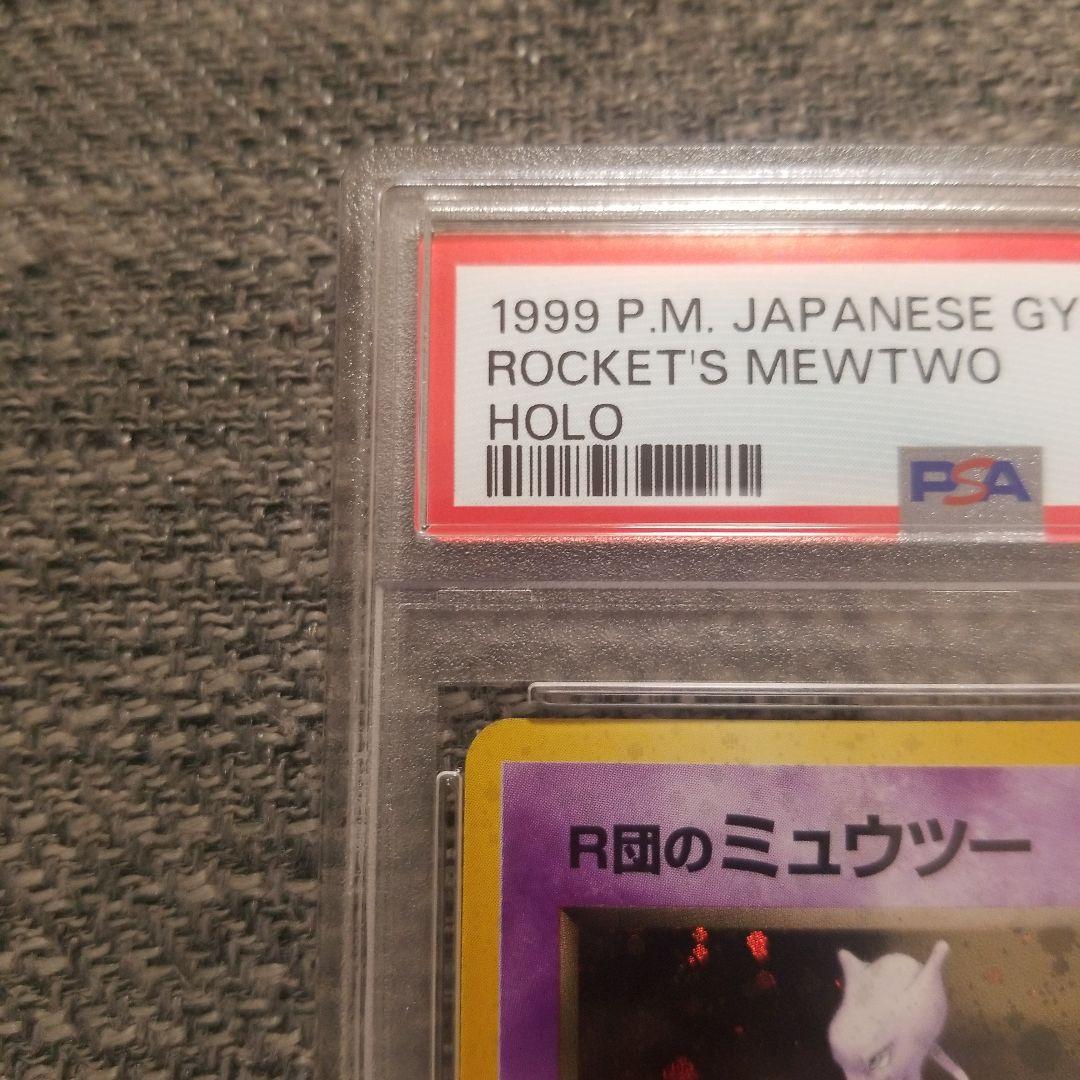 1999 P.M. JAPANESE GY
ROCKET'S MEWTWO
HOLO
PSA
R団のミュウツー